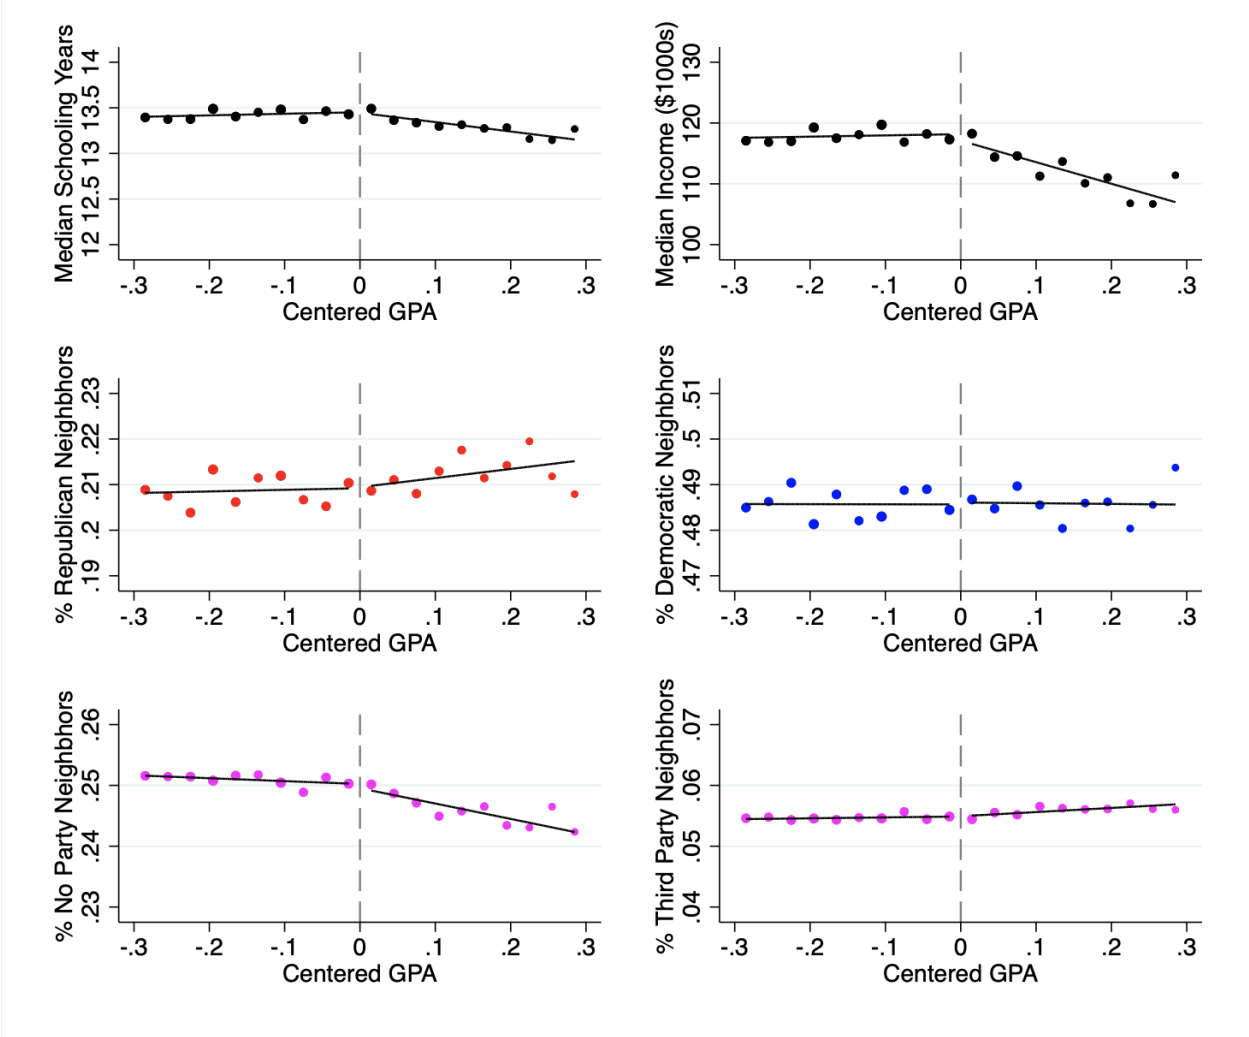 Median Schooling Years
12 12.5 13 13.5 14
-.3 -.2 -.1 0 .1 .2 .3
Centered GPA
Median Income ($1000s)
100 110 120 130
-.3 -.2 -.1 0 .1 .2 .3
Centered GPA
% Republican Neighbhors
.19 .2 .21 .22 .23
-.3 -.2 -.1 0 .1 .2 .3
Centered GPA
% Democratic Neighbhors
.47 .48 .49 .5 .51
-.3 -.2 -.1 0 .1 .2 .3
Centered GPA
% No Party Neighbhors
.23 .24 .25 .26
-.3 -.2 -.1 0 .1 .2 .3
Centered GPA
% Third Party Neighbhors
.04 .05 .06 .07
-.3 -.2 -.1 0 .1 .2 .3
Centered GPA